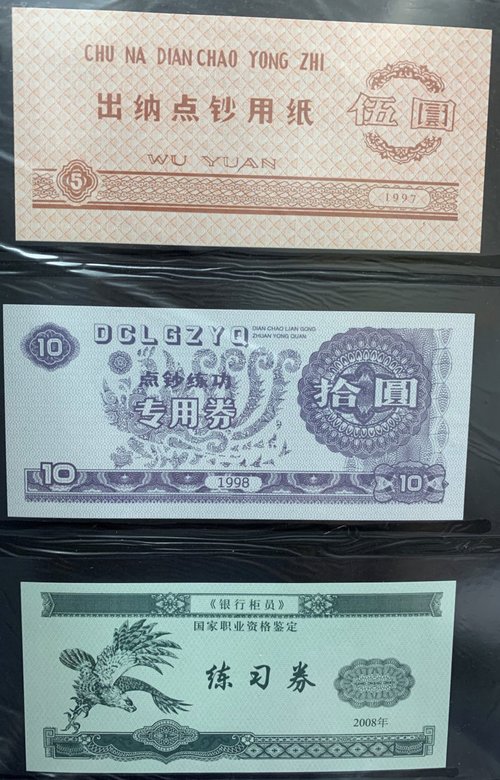 CHU NA DIAN CHAO YONG ZHI
出纳点钞用纸
伍圆
WU YUAN
5
1997
10
DCLGZYQ
DIAN CHAO LIAN GONG
ZHUAN YONG QUAN
点钞练功
专用券
拾圆
10
1998
10
《银行柜员》
国家职业资格鉴定
练习券
2008年